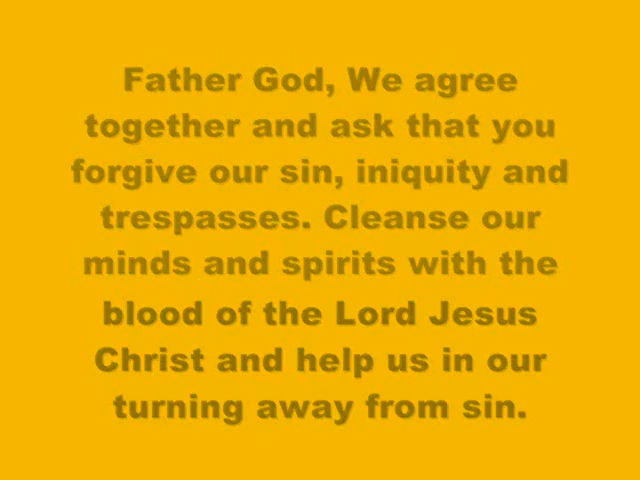 Father God, We agree
together and ask that you
forgive our sin, iniquity and
trespasses. Cleanse our
minds and spirits with the
blood of the Lord Jesus
Christ and help us in our
turning away from sin.